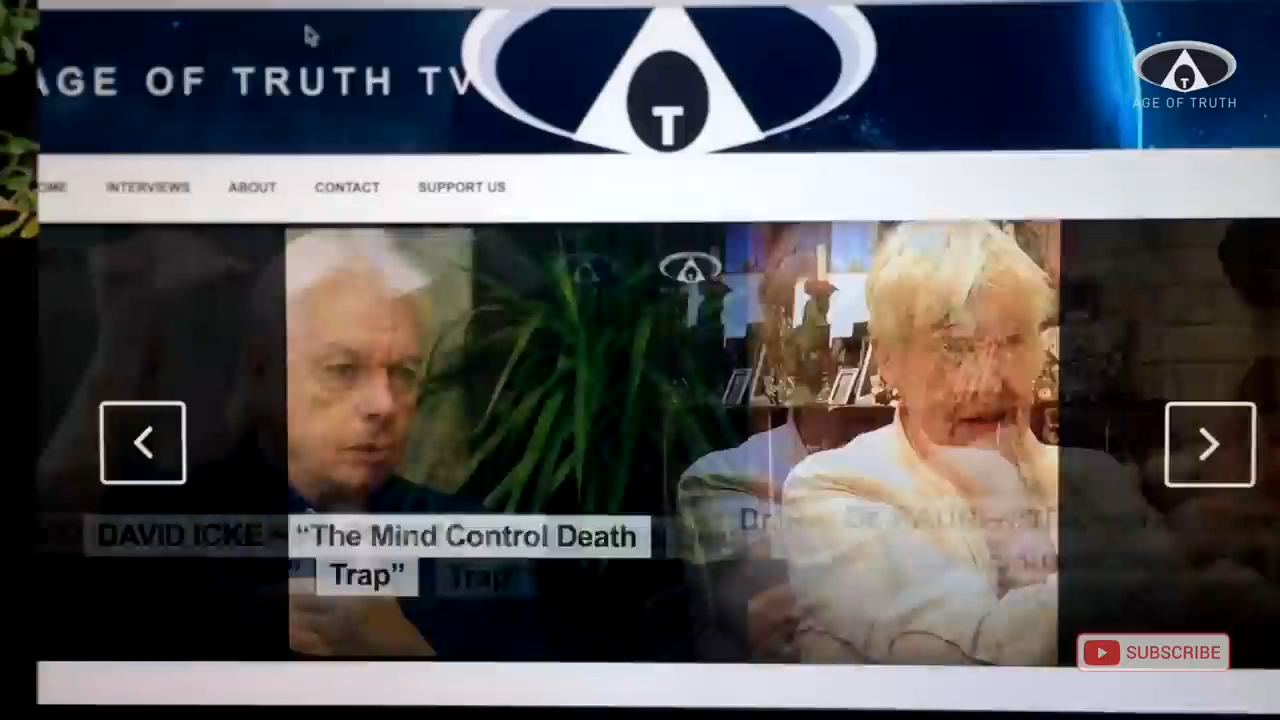 AGE OF TRUTH TV
T
T
AGE OF TRUTH
OME INTERVIEWS ABOUT CONTACT SUPPORT US
DAVID ICKE - “The Mind Control Death
Trap”
Trap
SUBSCRIBE